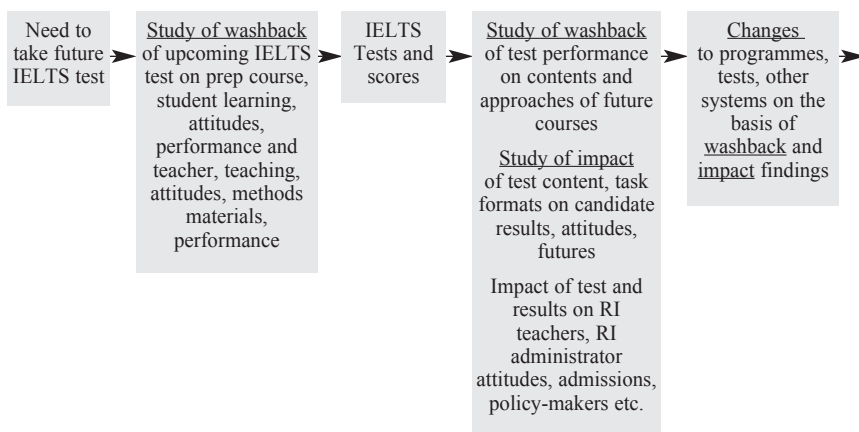 Need to
take future
IELTS test
Study of washback
of upcoming IELTS
test on prep course,
student learning,
attitudes,
performance and
teacher, teaching,
attitudes, methods
materials,
performance
IELTS
Tests and
scores
Study of washback
of test performance
on contents and
approaches of future
courses
Study of impact
of test content, task
formats on candidate
results, attitudes,
futures
Impact of test and
results on RI
teachers, RI
administrator
attitudes, admissions,
policy-makers etc.
Changes
to programmes,
tests, other
systems on the
basis of
washback and
impact findings